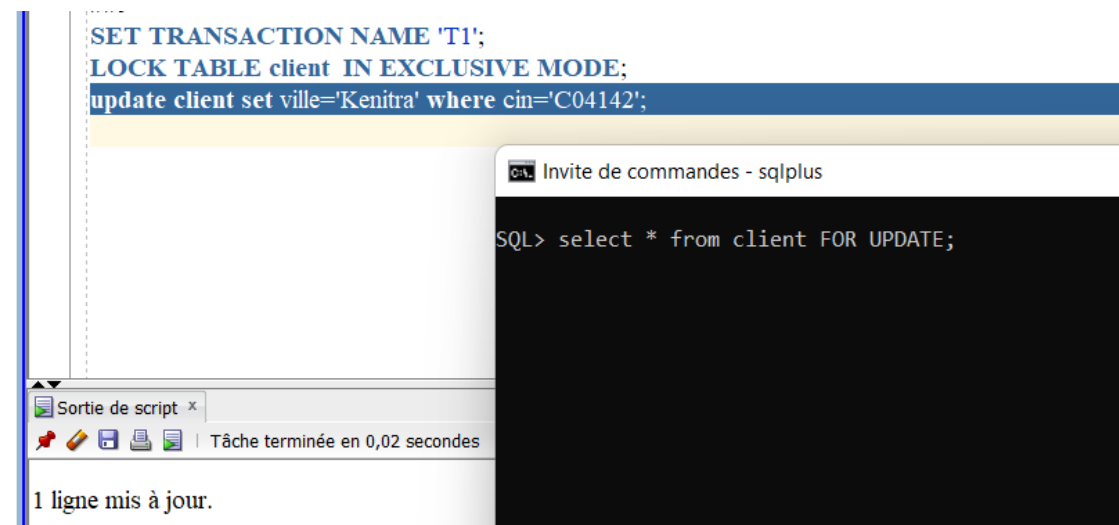 SET TRANSACTION NAME 'T1';
LOCK TABLE client  IN EXCLUSIVE MODE;
update client set ville='Kenitra' where cin='C04142';
Invite de commandes - sqlplus
SQL> select * from client FOR UPDATE;
Sortie de script ×
Tâche terminée en 0,02 secondes
1 ligne mis à jour.